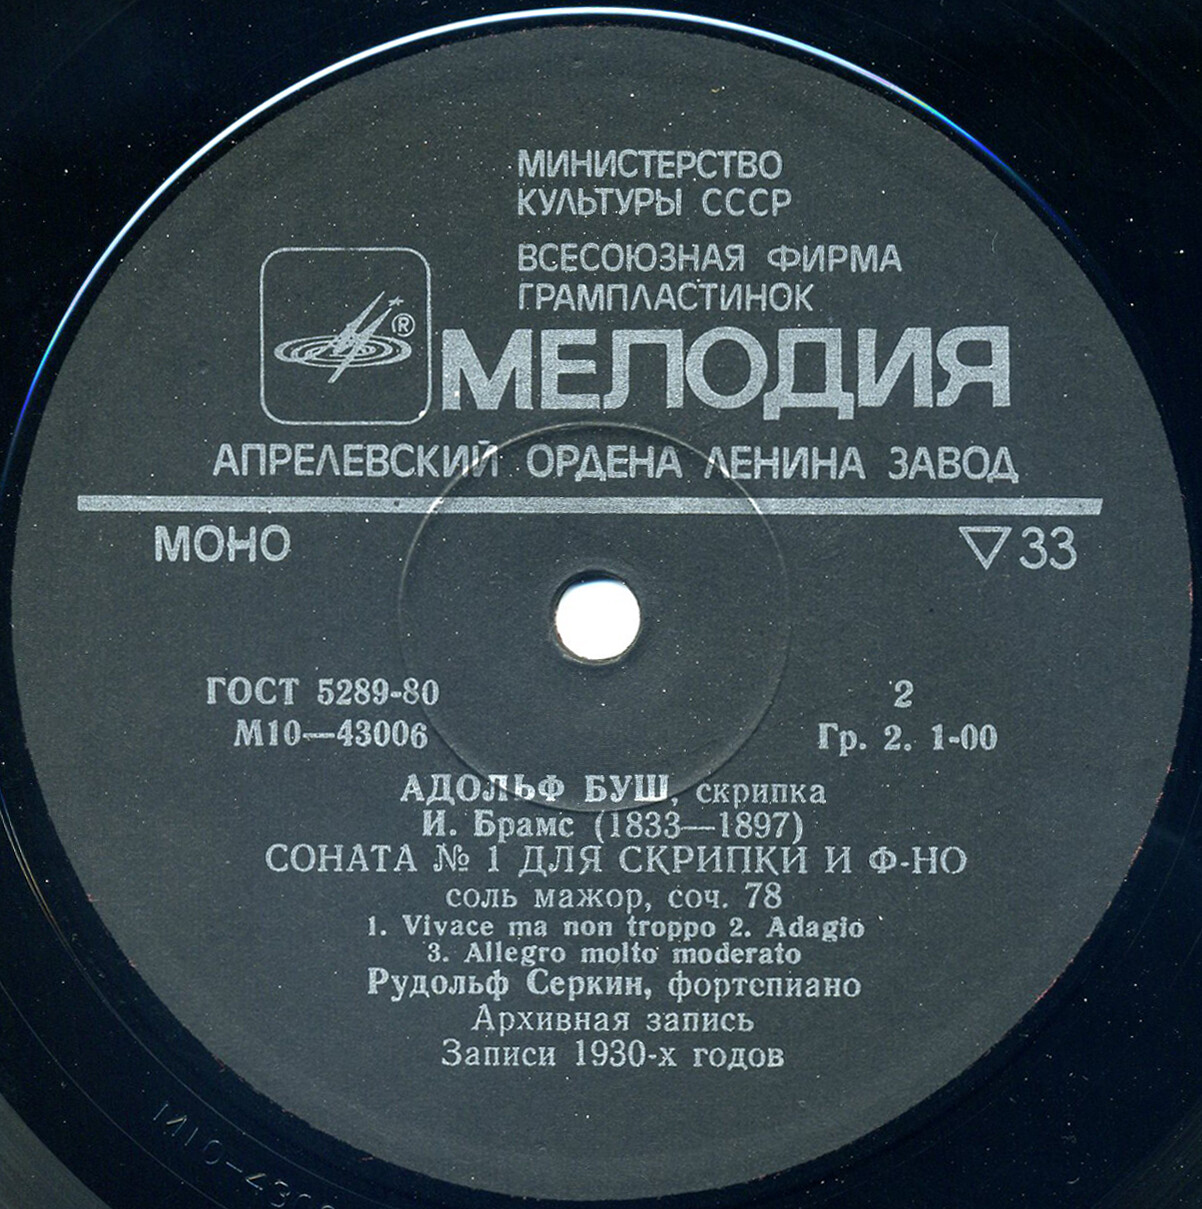 МИНИСТЕРСТВО
КУЛЬТУРЫ СССР
ВСЕСОЮЗНАЯ ФИРМА
ГРАМПЛАСТИНОК
®
МЕЛОДИЯ
АПРЕЛЕВСКИЙ ОРДЕНА ЛЕНИНА ЗАВОД
МОНО
▽33
ГОСТ 5289-80
2
М10—43006
Гр. 2. 1-00
АДОЛЬФ БУШ, скрипка
И. Брамс (1833—1897)
СОНАТА № 1 ДЛЯ СКРИПКИ И Ф-НО
соль мажор, соч. 78
1. Vivace ma non troppo 2. Adagio
3. Allegro molto moderato
Рудольф Серкин, фортепиано
Архивная запись
Записи 1930-х годов